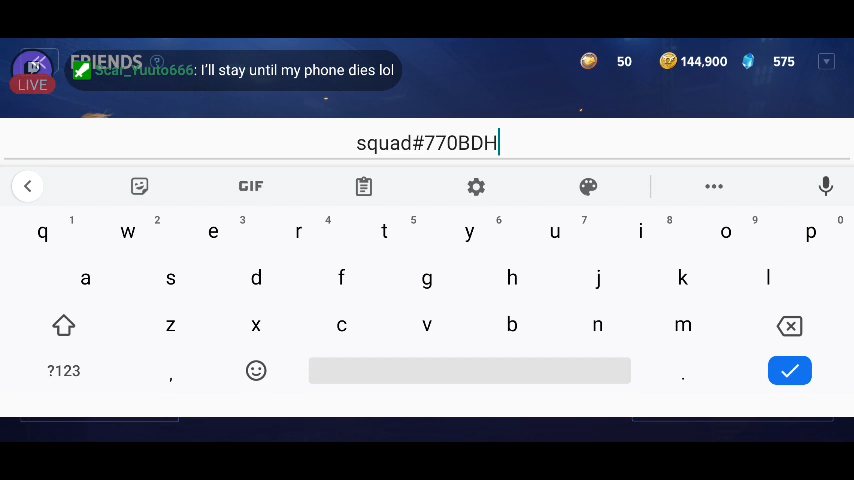 FRIENDS ?
50 144,900 575
LIVE
Scar_Yuuto666: I'll stay until my phone dies lol
squad#770BDH
GIF
q 1 w 2 e 3 r 4 t 5 y 6 u 7 i 8 o 9 p 0
a s d f g h j k l
z x c v b n m
?123 , .